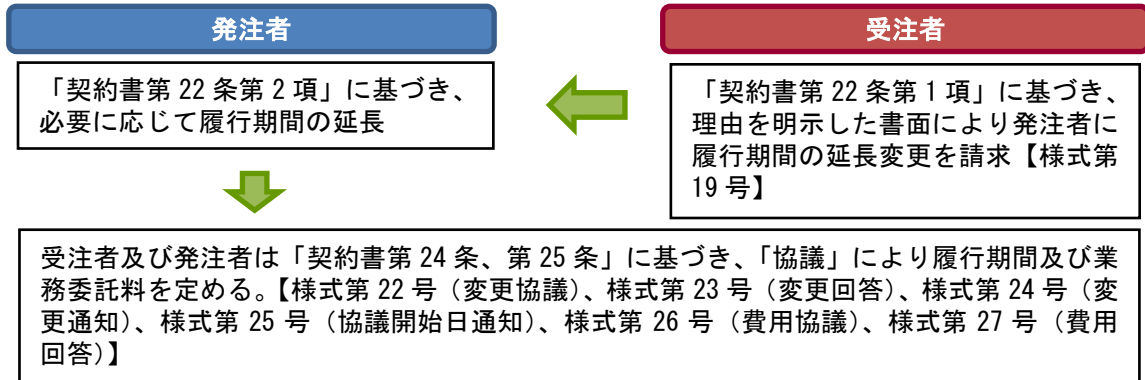 発注者
「契約書第 22 条第 2 項」に基づき、
必要に応じて履行期間の延長
受注者
「契約書第 22 条第 1 項」に基づき、
理由を明示した書面により発注者に
履行期間の延長変更を請求【様式第
19 号】
受注者及び発注者は「契約書第 24 条、第 25 条」に基づき、「協議」により履行期間及び業
務委託料を定める。【様式第 22 号（変更協議）、様式第 23 号（変更回答）、様式第 24 号（変
更通知）、様式第 25 号（協議開始日通知）、様式第 26 号（費用協議）、様式第 27 号（費用
回答）】